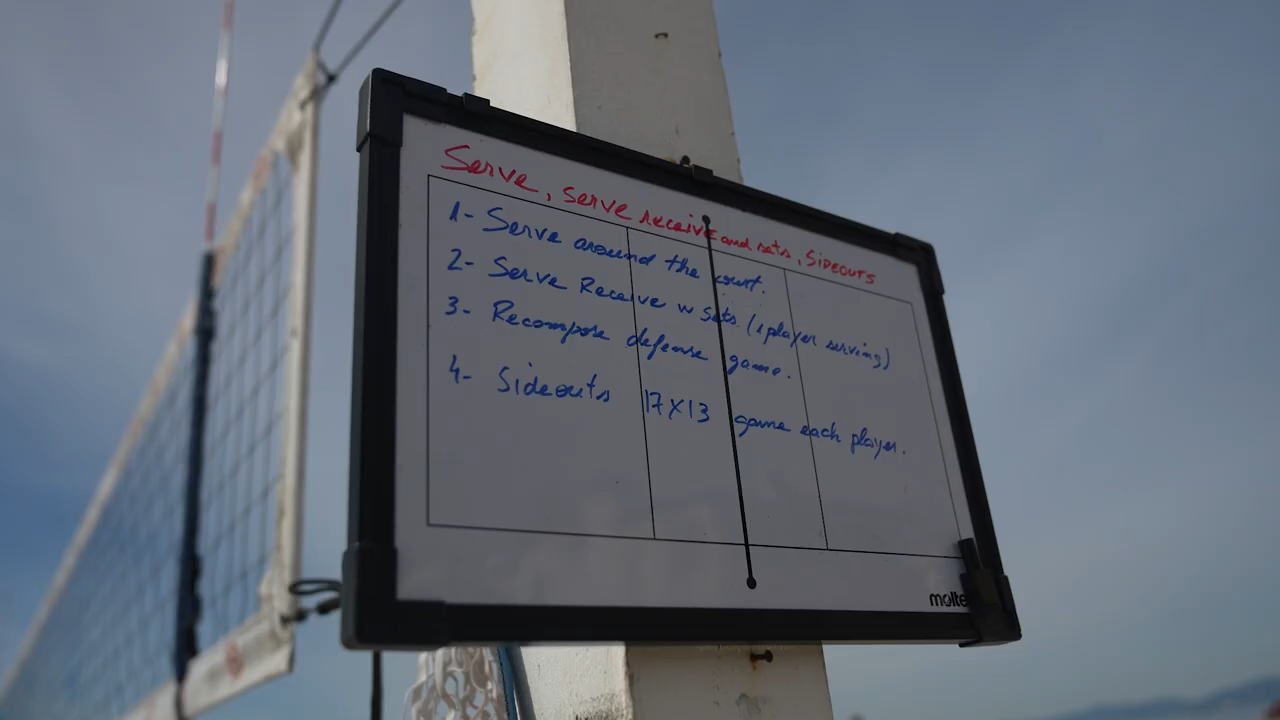 Serve, serve receive and sets, SIDEOUTS
1- Serve around the court.
2- Serve Receive w sets. (1 player serving)
3- Recompose defense game.
4- Sideouts 17X13 game each player.
molte